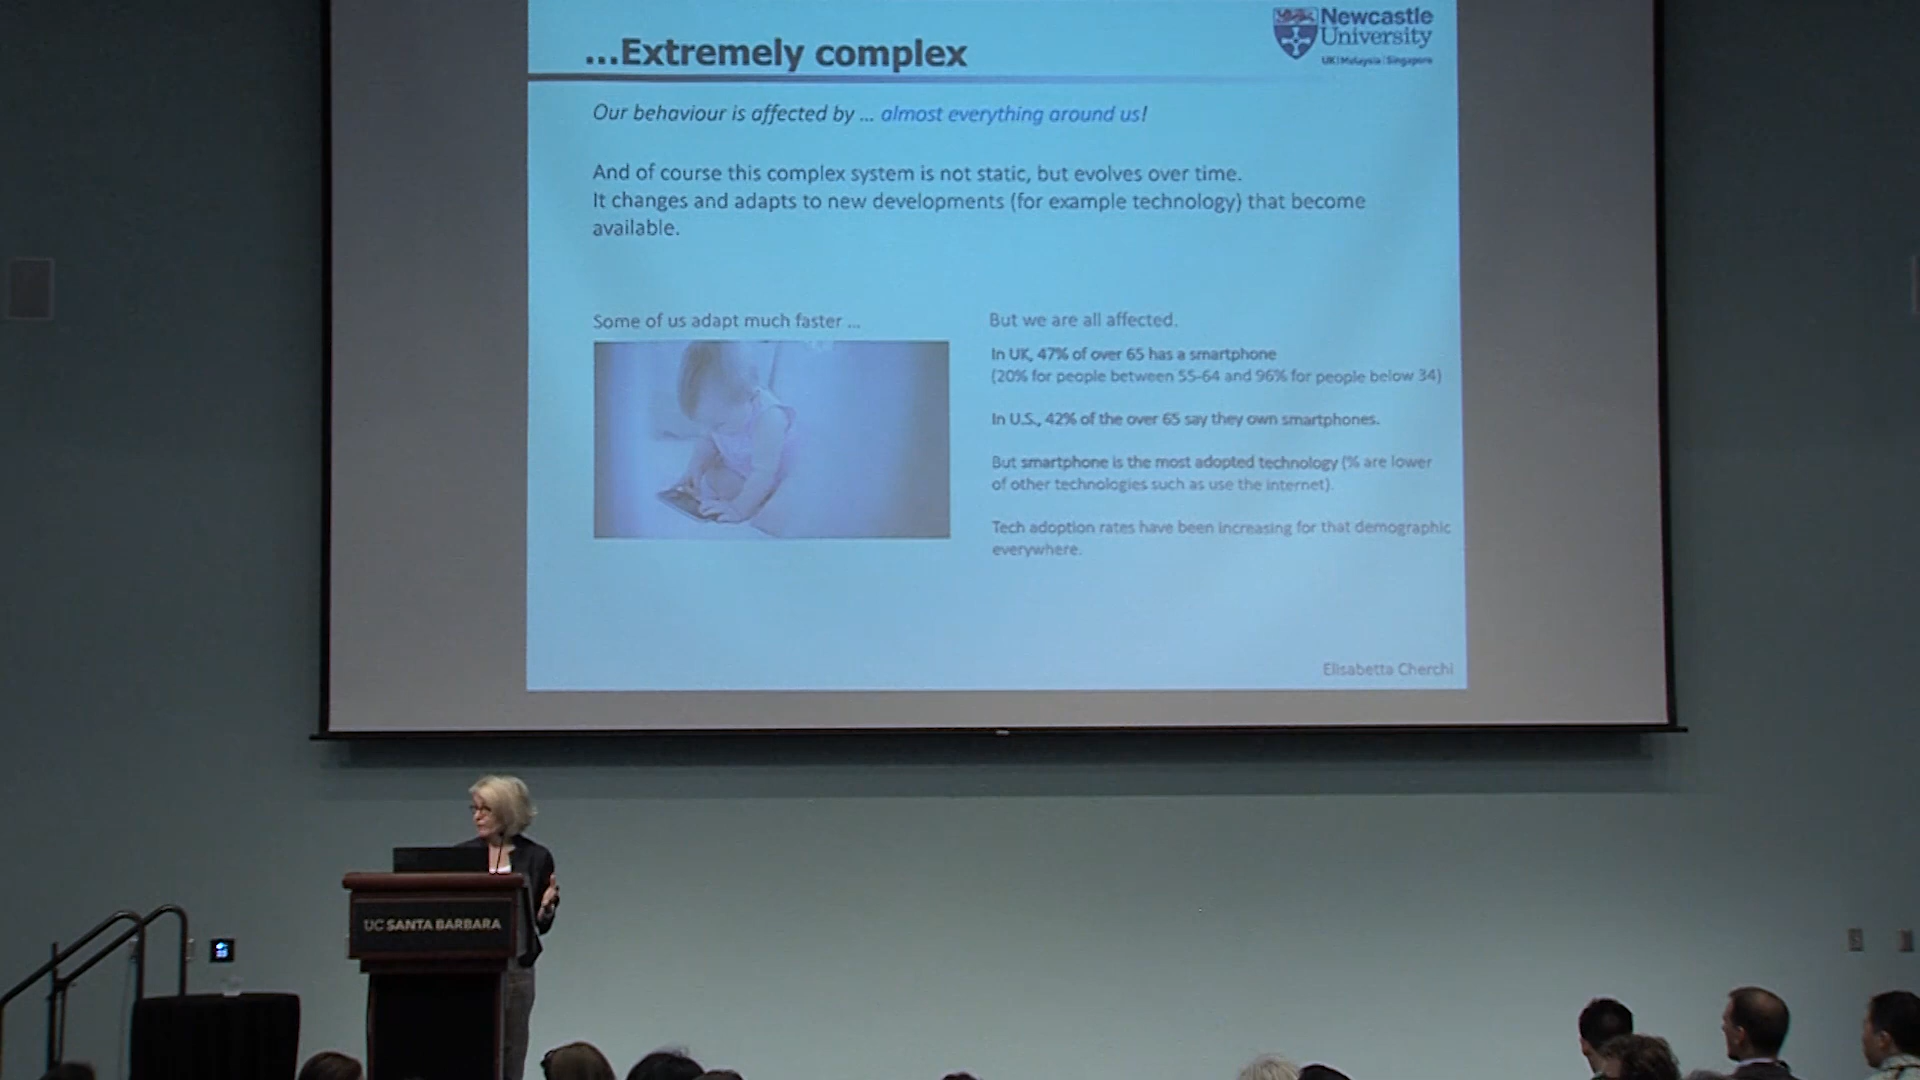 ...Extremely complex
Newcastle
University
UK | Malaysia | Singapore
Our behaviour is affected by ... almost everything around us!
And of course this complex system is not static, but evolves over time.
It changes and adapts to new developments (for example technology) that become
available.
Some of us adapt much faster ...
But we are all affected.
In UK, 47% of over 65 has a smartphone
(20% for people between 55-64 and 96% for people below 34)
In U.S., 42% of the over 65 say they own smartphones.
But smartphone is the most adopted technology (% are lower
of other technologies such as use the internet).
Tech adoption rates have been increasing for that demographic
everywhere.
Elisabetta Cherchi
UC SANTA BARBARA